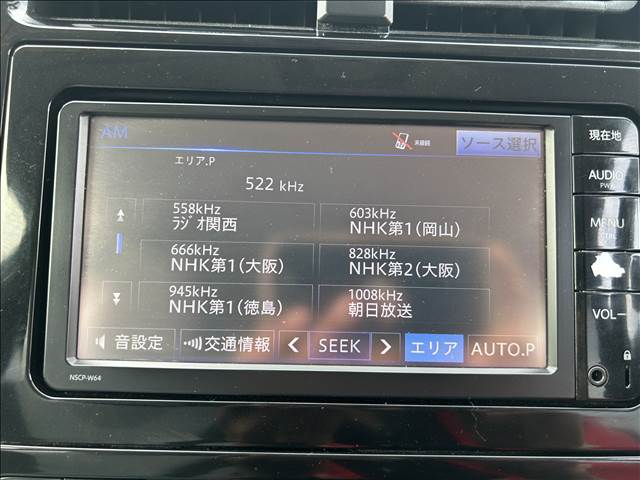 AM
未接続
ソース選択
エリア.P
522 kHz
558kHz
ラジオ関西
603kHz
NHK第1(岡山)
666kHz
NHK第1(大阪)
828kHz
NHK第2(大阪)
945kHz
NHK第1(徳島)
1008kHz
朝日放送
音設定
交通情報
SEEK
エリア
AUTO.P
NSCP-W64
現在地
AUDIO
PWR
MENU
CTRL
VOL−